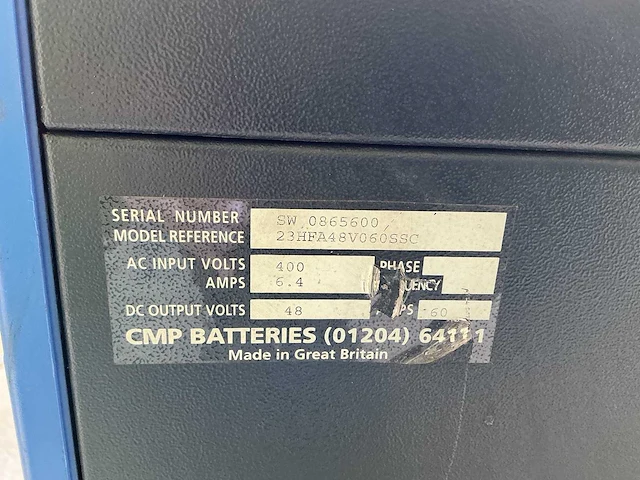 SERIAL NUMBER SW 0865600
MODEL REFERENCE 23HFA48V060SSC
AC INPUT VOLTS 400 PHASE
AMPS 6.4
DC OUTPUT VOLTS 48 60
CMP BATTERIES (01204) 64111
Made in Great Britain